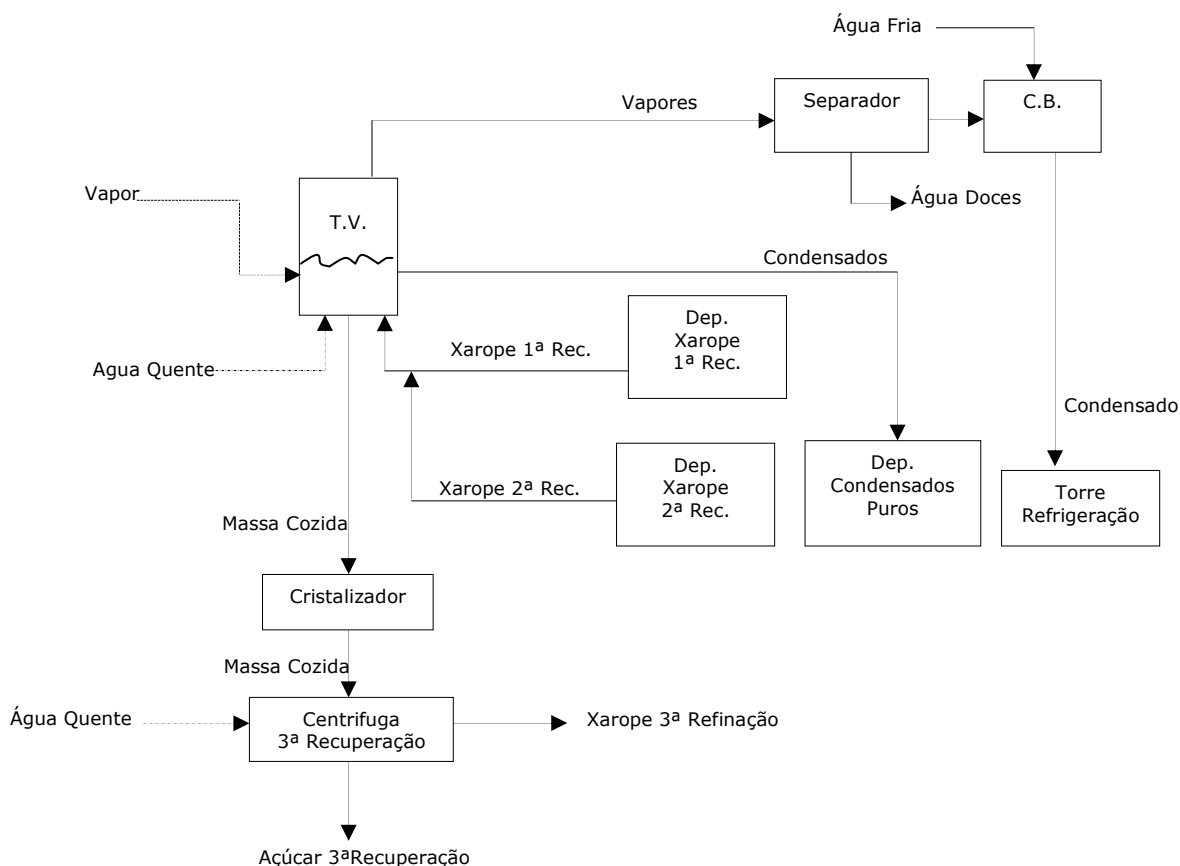 Água Fria
Vapores
Separador
C.B.
Vapor
T.V.
Água Doces
Condensados
Dep.
Xarope
1ª Rec.
Xarope 1ª Rec.
Agua Quente
Condensado
Dep.
Xarope
2ª Rec.
Dep.
Condensados
Puros
Torre
Refrigeração
Xarope 2ª Rec.
Massa Cozida
Cristalizador
Massa Cozida
Água Quente
Centrifuga
3ª Recuperação
Xarope 3ª Refinação
Açúcar 3ªRecuperação